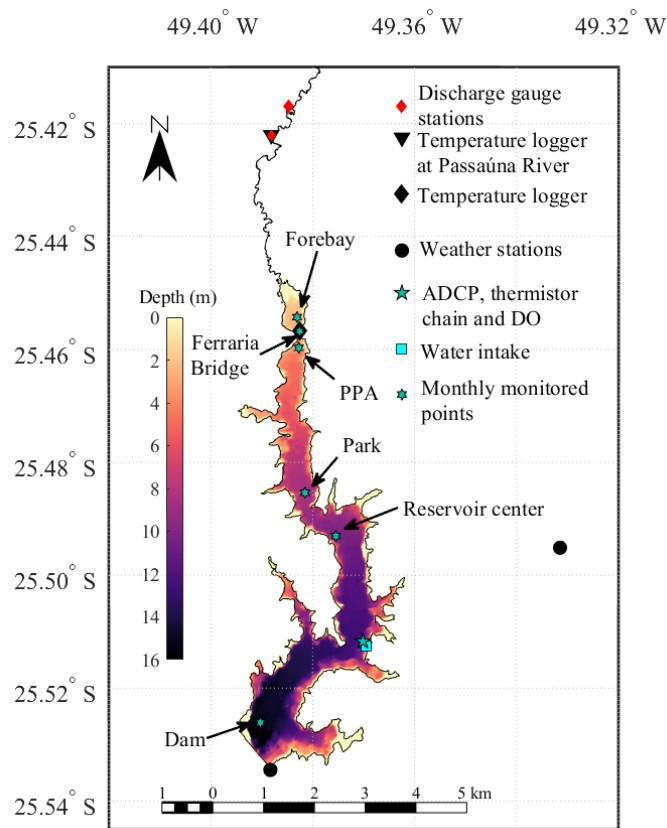 49.40° W 49.36° W 49.32° W
25.42° S
25.44° S
25.46° S
25.48° S
25.50° S
25.52° S
25.54° S
N
Discharge gauge
stations
Temperature logger
at Passaúna River
Temperature logger
Weather stations
ADCP, thermistor
chain and DO
Water intake
Monthly monitored
points
Forebay
Depth (m)
0
2
4
6
8
10
12
14
16
Ferraria
Bridge
PPA
Park
Reservoir center
Dam
1 0 1 2 3 4 5 km